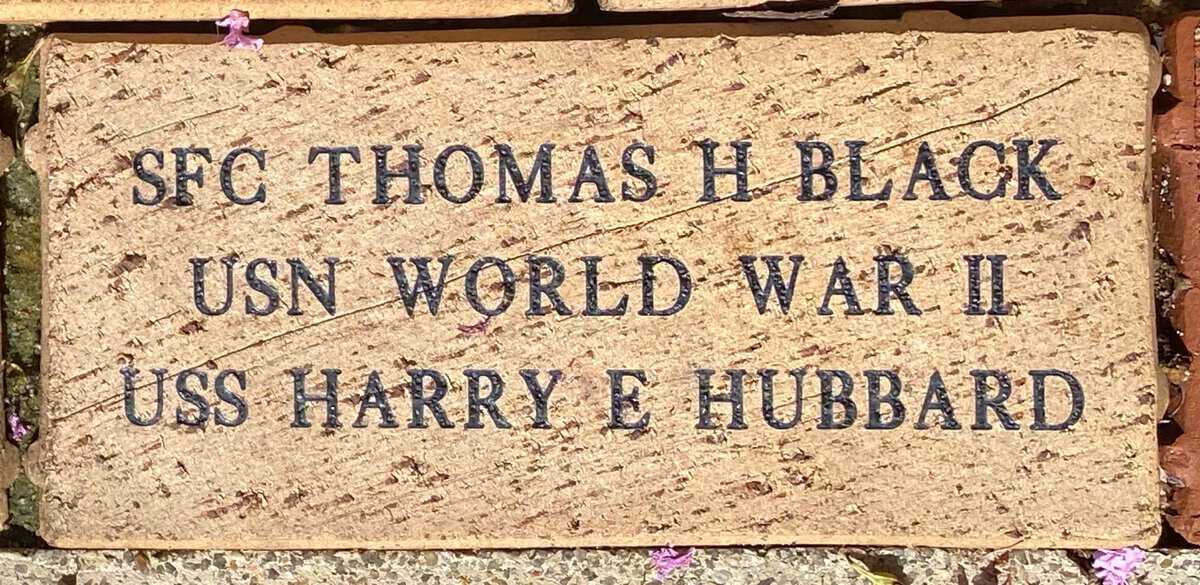 SFC THOMAS H BLACK
USN WORLD WAR II
USS HARRY E HUBBARD